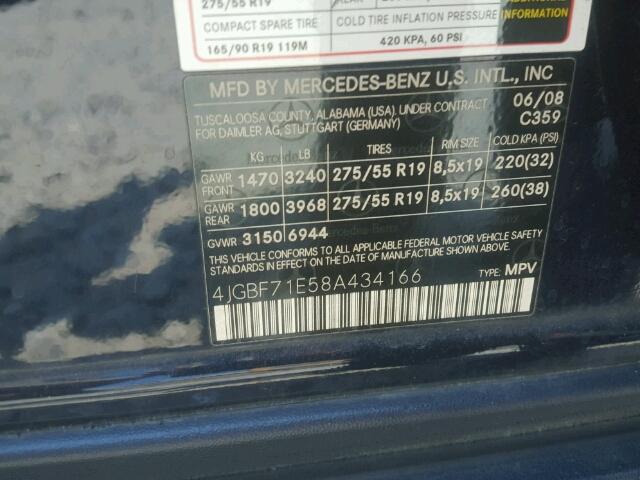 275/55 R19
COMPACT SPARE TIRE COLD TIRE INFLATION PRESSURE
165/90 R19 119M 420 KPA, 60 PSI
INFORMATION
MFD BY MERCEDES-BENZ U.S. INTL., INC
TUSCALOOSA COUNTY, ALABAMA (USA). UNDER CONTRACT 06/08
FOR DAIMLER AG, STUTTGART (GERMANY) C359
KG LB TIRES RIM SIZE COLD KPA (PSI)
GAWR FRONT 1470 3240 275/55 R19 8,5x19 220(32)
GAWR REAR 1800 3968 275/55 R19 8,5x19 260(38)
GVWR 3150 6944
THIS VEHICLE CONFORMS TO ALL APPLICABLE FEDERAL MOTOR VEHICLE SAFETY
STANDARDS IN EFFECT ON THE DATE OF MANUFACTURE SHOWN ABOVE.
4JGBF71E58A434166 TYPE: MPV